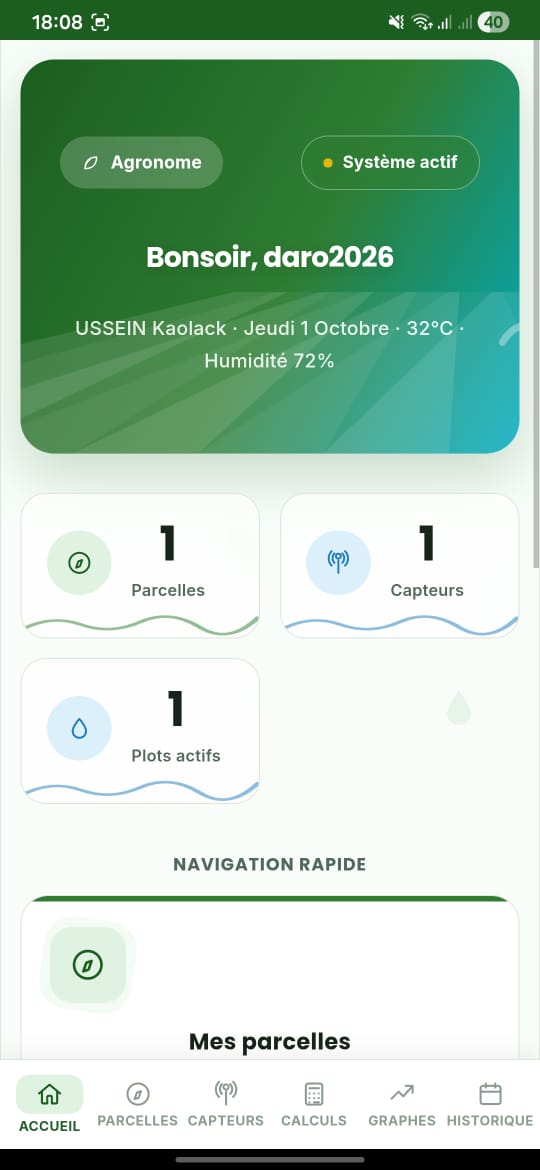 18:08
40
Agronome
Système actif
Bonsoir, daro2026
USSEIN Kaolack · Jeudi 1 Octobre · 32°C ·
Humidité 72%
1
Parcelles
1
Capteurs
1
Plots actifs
NAVIGATION RAPIDE
Mes parcelles
ACCUEIL
PARCELLES
CAPTEURS
CALCULS
GRAPHES
HISTORIQUE